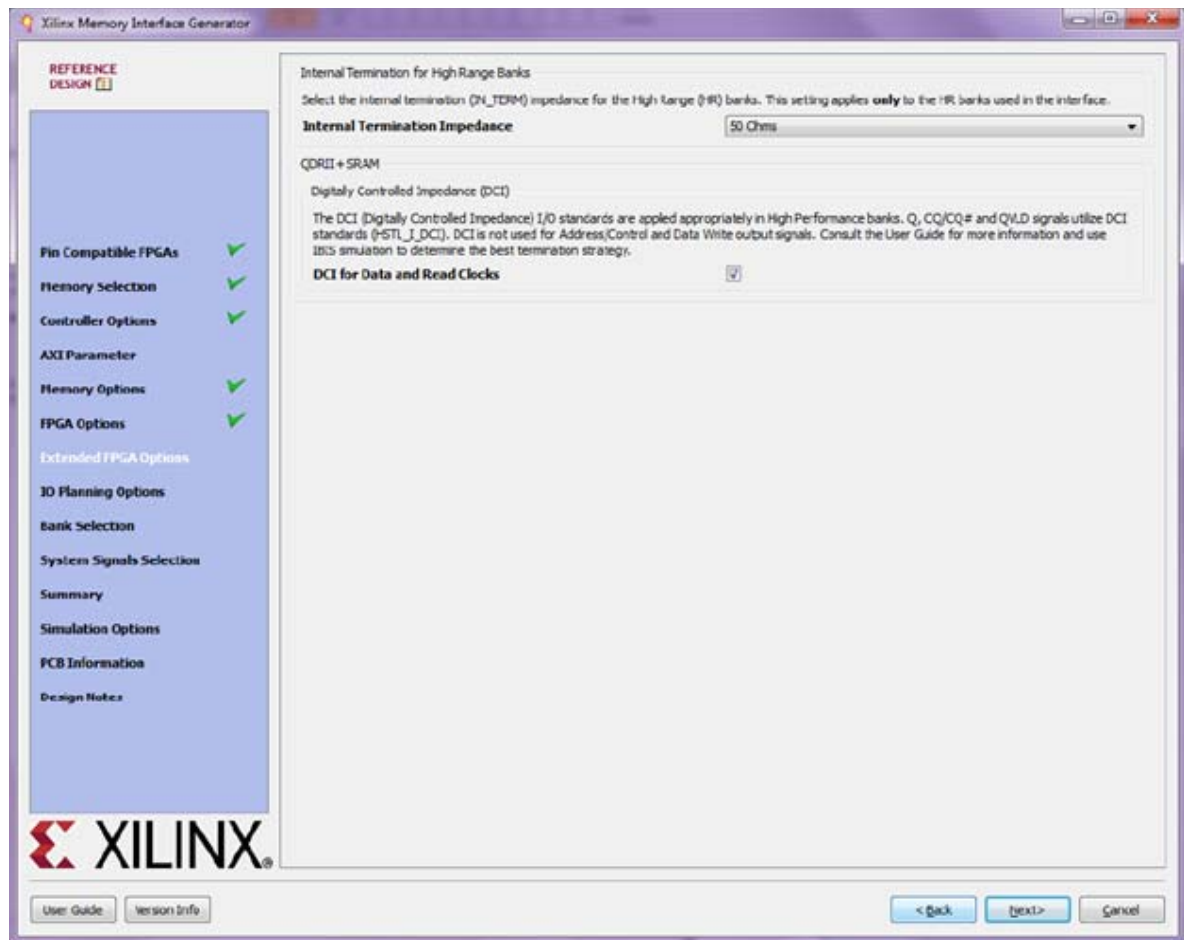 Xilinx Memory Interface Generator
REFERENCE
DESIGN
Pin Compatible FPGAs
Memory Selection
Controller Options
AXI Parameter
Memory Options
FPGA Options
Extended FPGA Options
IO Planning Options
Bank Selection
System Signals Selection
Summary
Simulation Options
PCB Information
Design Notes
XILINX®
Internal Termination for High Range Banks
Select the internal termination (IN_TERM) impedance for the High Range (HR) banks. This setting applies only to the HR banks used in the interface.
Internal Termination Impedance
50 Ohms
QDRII+ SRAM
Digitally Controlled Impedance (DCI)
The DCI (Digitally Controlled Impedance) I/O standards are applied appropriately in High Performance banks. Q, CQ/CQ# and QVLD signals utilize DCI
standards (HSTL_I_DCI). DCI is not used for Address/Control and Data Write output signals. Consult the User Guide for more information and use
IBIS simulation to determine the best termination strategy.
DCI for Data and Read Clocks
User Guide
Version Info
< Back
Next>
Cancel